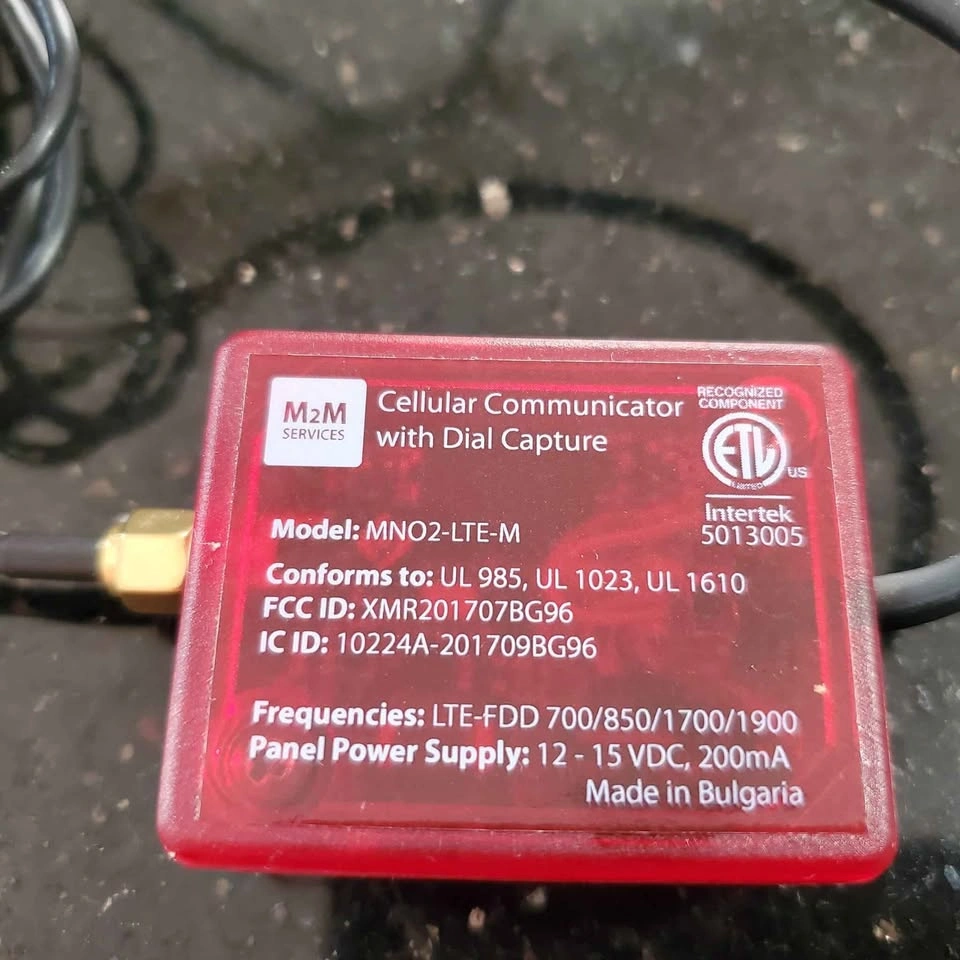 M2M
SERVICES
Cellular Communicator
with Dial Capture
RECOGNIZED
COMPONENT
ETL
US
Intertek
5013005
Model: MNO2-LTE-M
Conforms to: UL 985, UL 1023, UL 1610
FCC ID: XMR201707BG96
IC ID: 10224A-201709BG96
Frequencies: LTE-FDD 700/850/1700/1900
Panel Power Supply: 12 - 15 VDC, 200mA
Made in Bulgaria